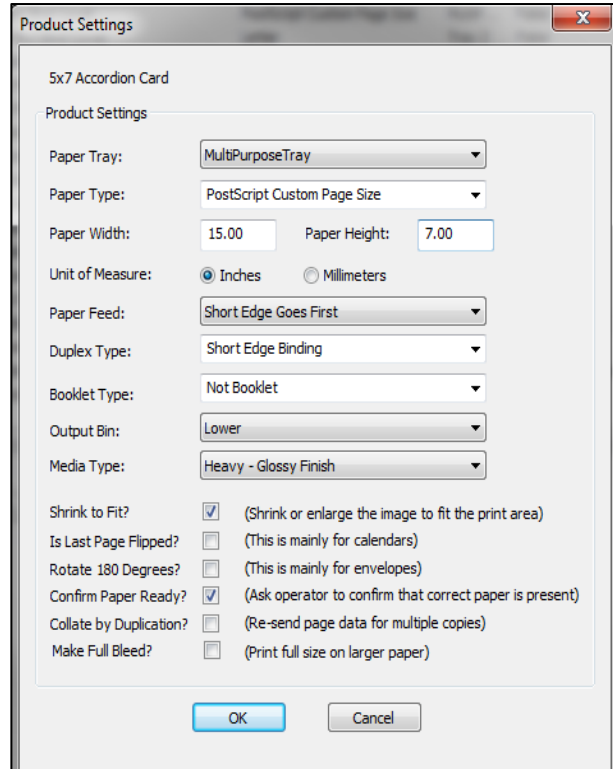 Product Settings
X
5x7 Accordion Card
Product Settings
Paper Tray: MultiPurposeTray
Paper Type: PostScript Custom Page Size
Paper Width: 15.00 Paper Height: 7.00
Unit of Measure: Inches Millimeters
Paper Feed: Short Edge Goes First
Duplex Type: Short Edge Binding
Booklet Type: Not Booklet
Output Bin: Lower
Media Type: Heavy - Glossy Finish
Shrink to Fit? (Shrink or enlarge the image to fit the print area)
Is Last Page Flipped? (This is mainly for calendars)
Rotate 180 Degrees? (This is mainly for envelopes)
Confirm Paper Ready? (Ask operator to confirm that correct paper is present)
Collate by Duplication? (Re-send page data for multiple copies)
Make Full Bleed? (Print full size on larger paper)
OK Cancel